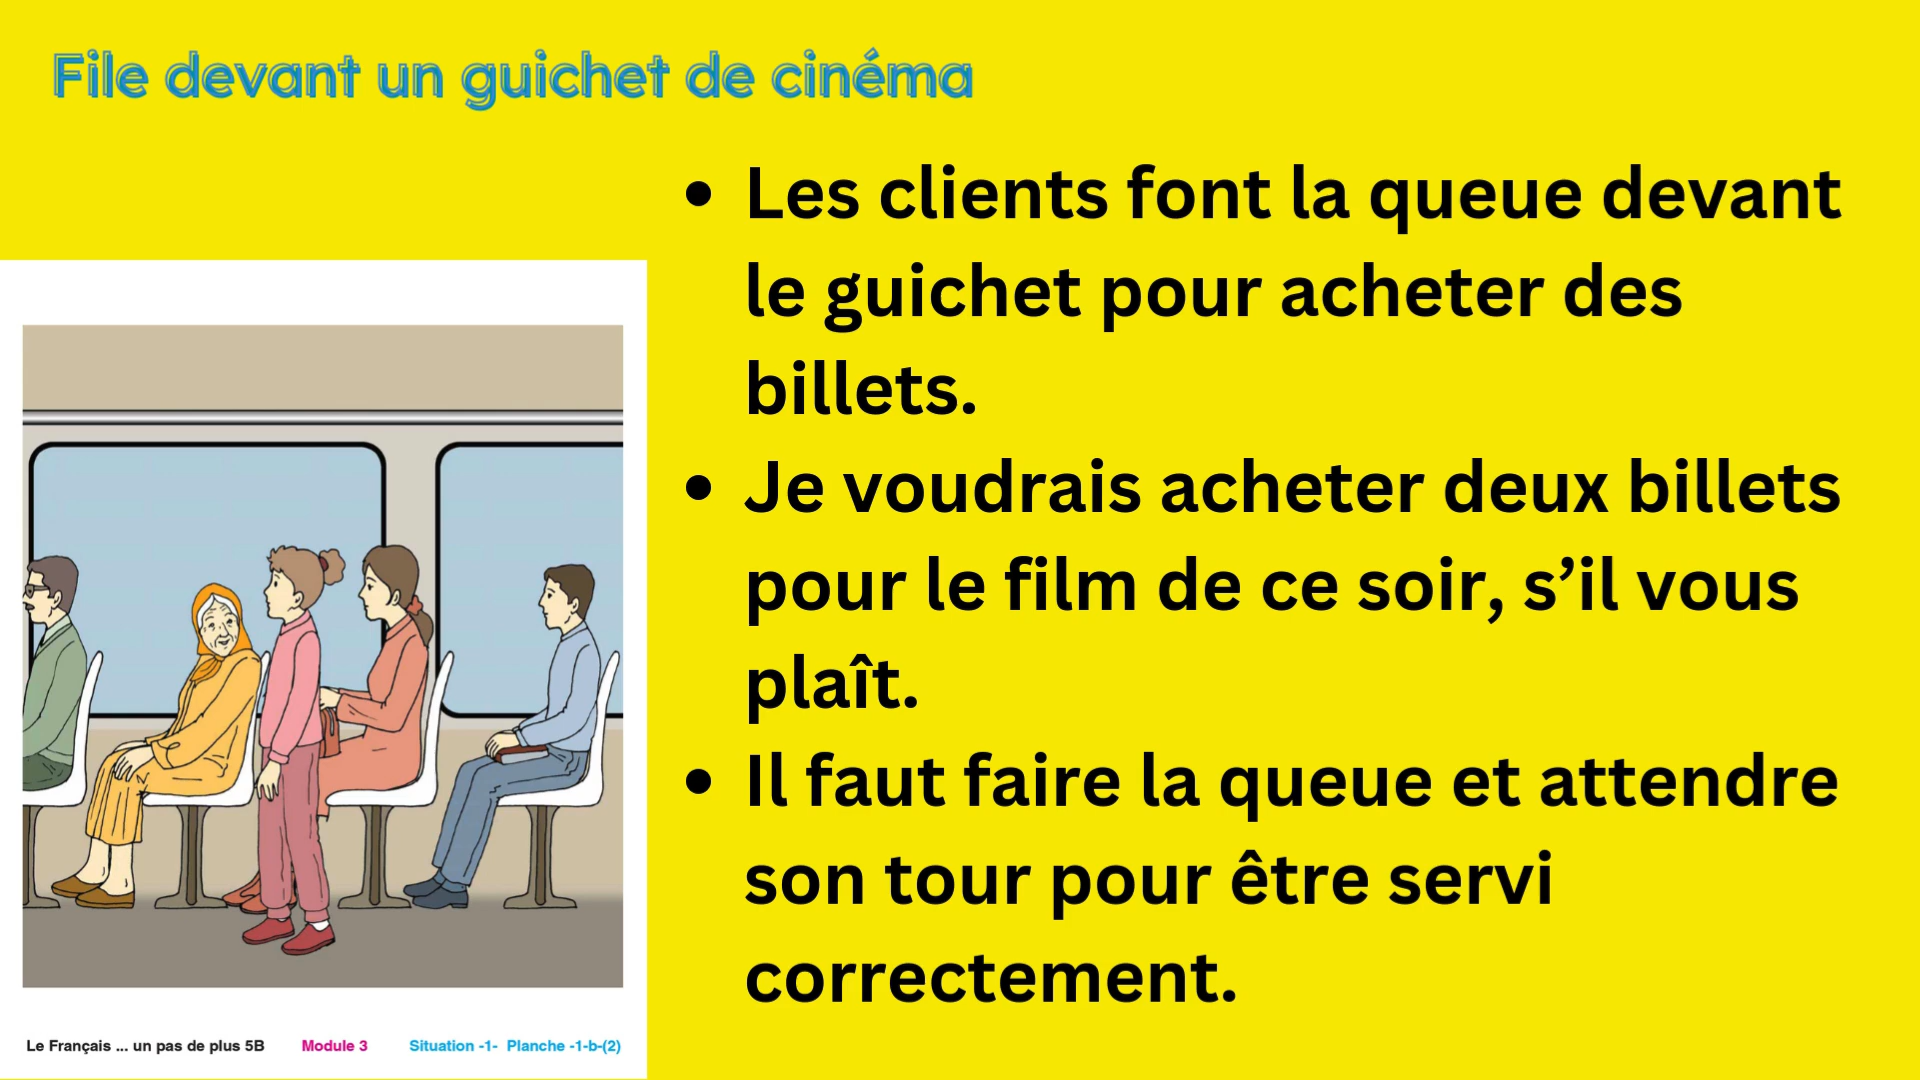 File devant un guichet de cinéma
• Les clients font la queue devant
le guichet pour acheter des
billets.
• Je voudrais acheter deux billets
pour le film de ce soir, s’il vous
plaît.
• Il faut faire la queue et attendre
son tour pour être servi
correctement.
Le Français ... un pas de plus 5B Module 3 Situation -1- Planche -1-b-(2)